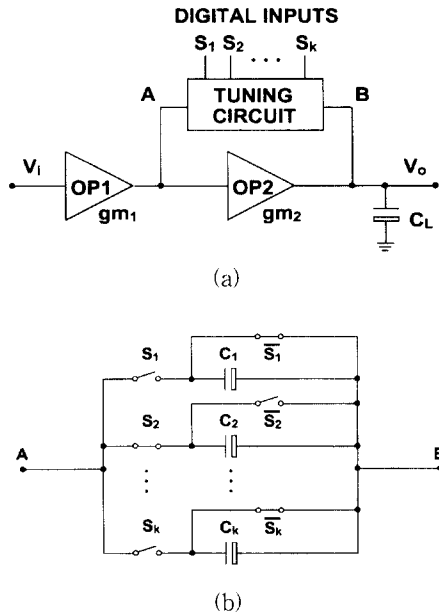 DIGITAL INPUTS
S1 S2 ··· Sk
A
TUNING
CIRCUIT
B
Vi
OP1
gm1
OP2
gm2
Vo
CL
(a)
S1
C1
S̅1
S2
C2
S̅2
A
B
Sk
Ck
S̅k
(b)